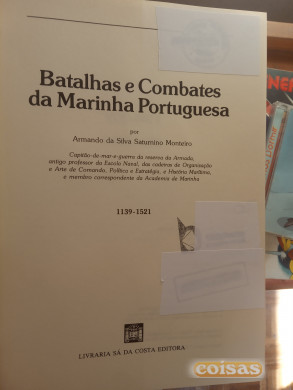 Batalhas e Combates
da Marinha Portuguesa
por
Armando da Silva Saturnino Monteiro
Capitão-de-mar-e-guerra da reserva da Armada,
antigo professor da Escola Naval, das cadeiras de Organização
e Arte de Comando, Política e Estratégia, e História Marítima,
e membro correspondente da Academia de Marinha
1139-1521
LIVRARIA SÁ DA COSTA EDITORA
coisas